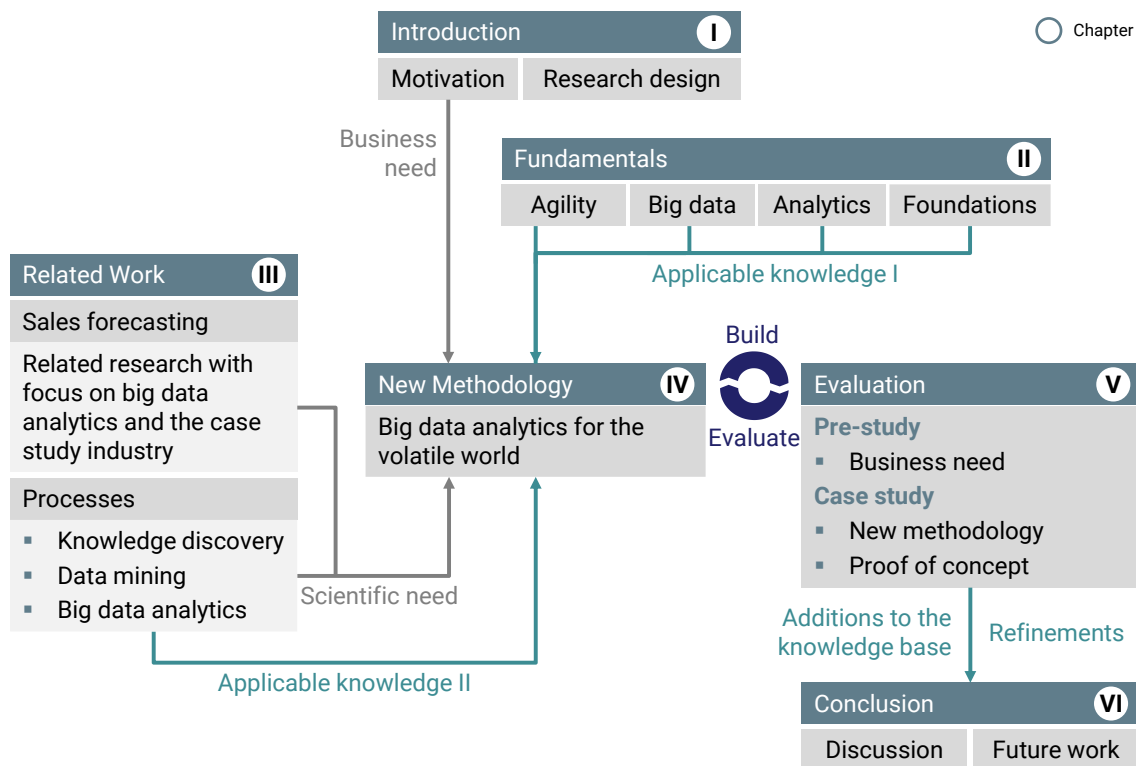 Introduction I
Chapter
Motivation
Research design
Business
need
Fundamentals II
Agility
Big data
Analytics
Foundations
Applicable knowledge I
Related Work III
Sales forecasting
Related research with
focus on big data
analytics and the case
study industry
Processes
▪ Knowledge discovery
▪ Data mining
▪ Big data analytics
Scientific need
Applicable knowledge II
New Methodology IV
Big data analytics for the
volatile world
Build
Evaluate
Evaluation V
Pre-study
▪ Business need
Case study
▪ New methodology
▪ Proof of concept
Additions to the
knowledge base
Refinements
Conclusion VI
Discussion
Future work